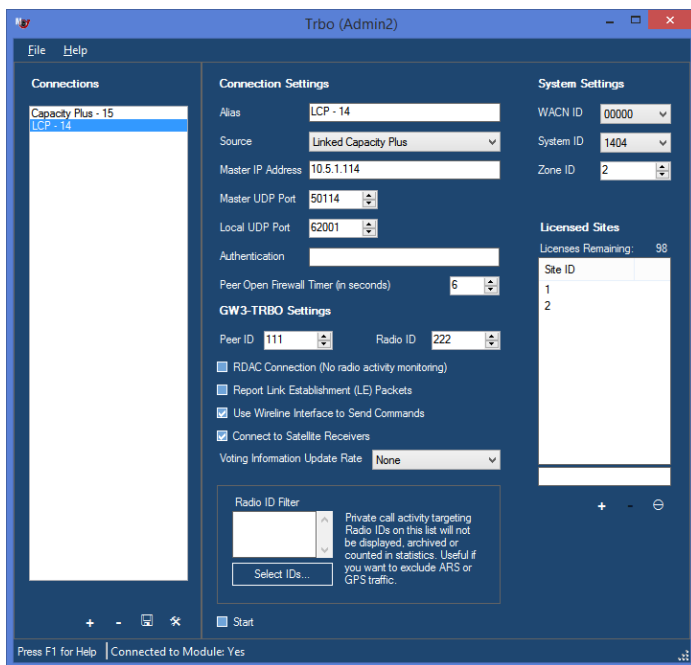 Trbo (Admin2)
File Help
Connections
Capacity Plus - 15
LCP - 14
Connection Settings
Alias LCP - 14
Source Linked Capacity Plus
Master IP Address 10.5.1.114
Master UDP Port 50114
Local UDP Port 62001
Authentication
Peer Open Firewall Timer (in seconds) 6
GW3-TRBO Settings
Peer ID 111 Radio ID 222
RDAC Connection (No radio activity monitoring)
Report Link Establishment (LE) Packets
Use Wireline Interface to Send Commands
Connect to Satellite Receivers
Voting Information Update Rate None
Radio ID Filter
Select IDs...
Private call activity targeting
Radio IDs on this list will not
be displayed, archived or
counted in statistics. Useful if
you want to exclude ARS or
GPS traffic.
Start
System Settings
WACN ID 00000
System ID 1404
Zone ID 2
Licensed Sites
Licenses Remaining: 98
Site ID
1
2
Press F1 for Help Connected to Module: Yes